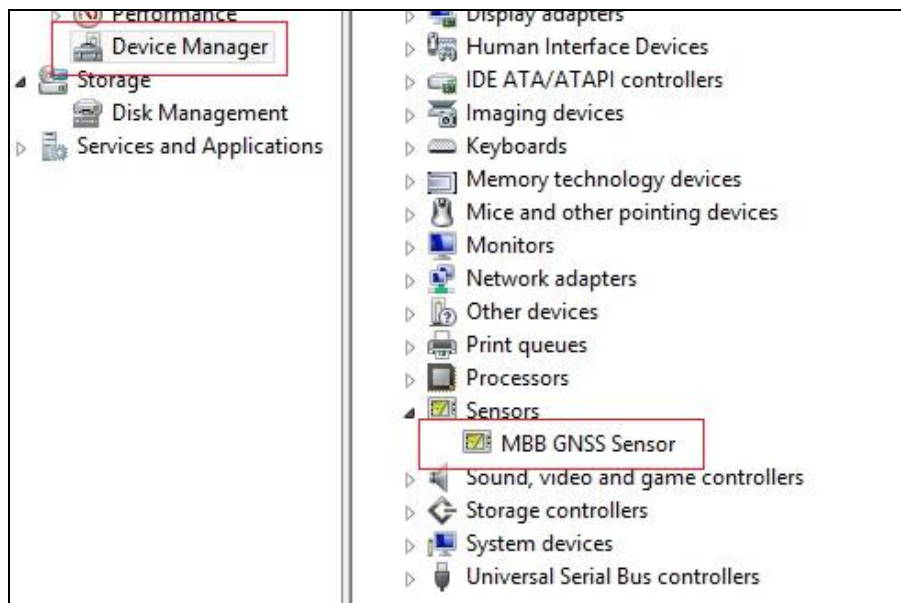 Performance
Device Manager
Storage
Disk Management
Services and Applications
Display adapters
Human Interface Devices
IDE ATA/ATAPI controllers
Imaging devices
Keyboards
Memory technology devices
Mice and other pointing devices
Monitors
Network adapters
Other devices
Print queues
Processors
Sensors
MBB GNSS Sensor
Sound, video and game controllers
Storage controllers
System devices
Universal Serial Bus controllers